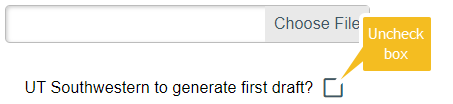 Choose File
Uncheck
box
UT Southwestern to generate first draft?